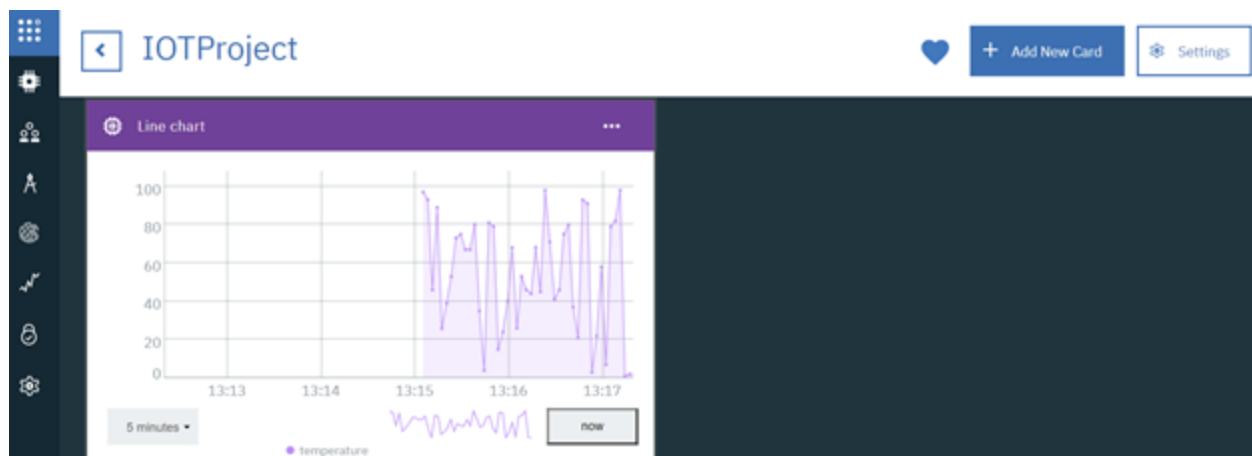 IOTProject
+ Add New Card
Settings
Line chart
100
80
60
40
20
0
13:13 13:14 13:15 13:16 13:17
5 minutes
now
temperature